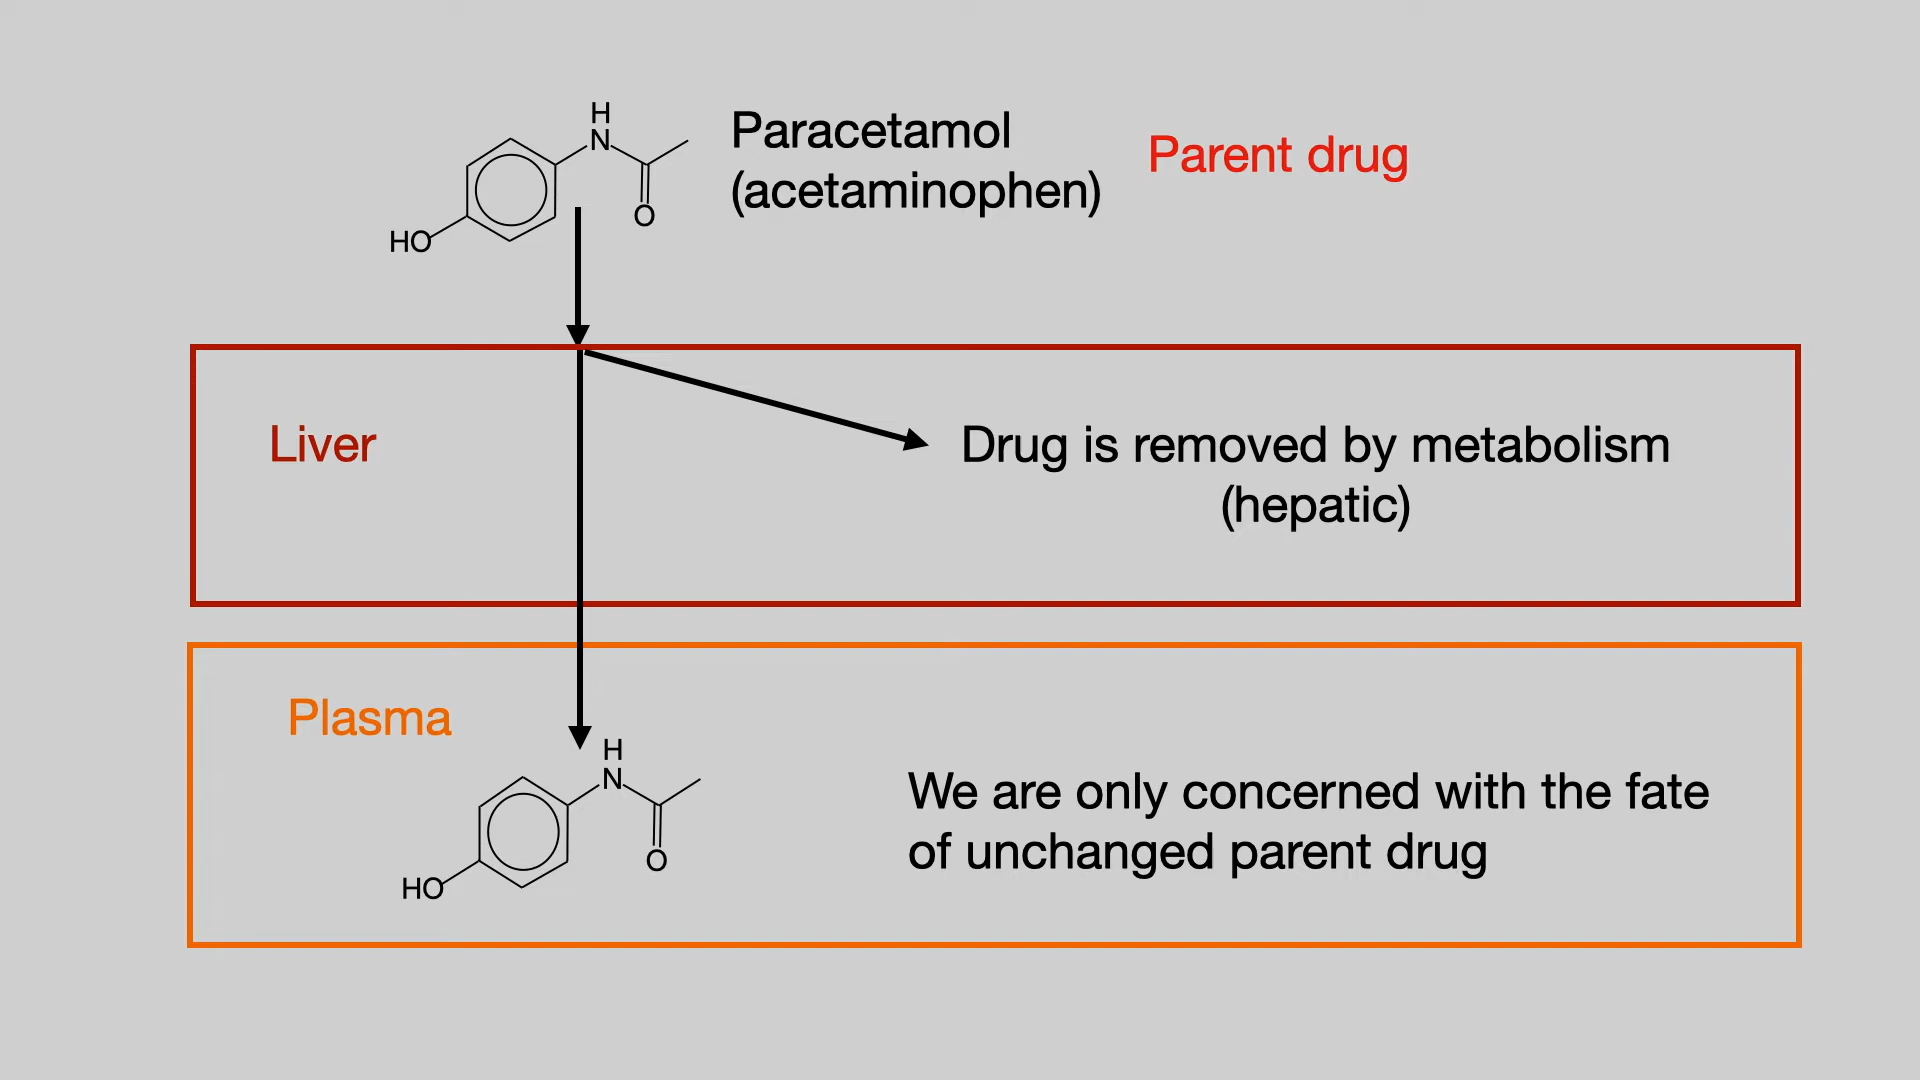 H
N
O
HO
Paracetamol
(acetaminophen)
Parent drug
Liver
Drug is removed by metabolism
(hepatic)
Plasma
H
N
O
HO
We are only concerned with the fate
of unchanged parent drug